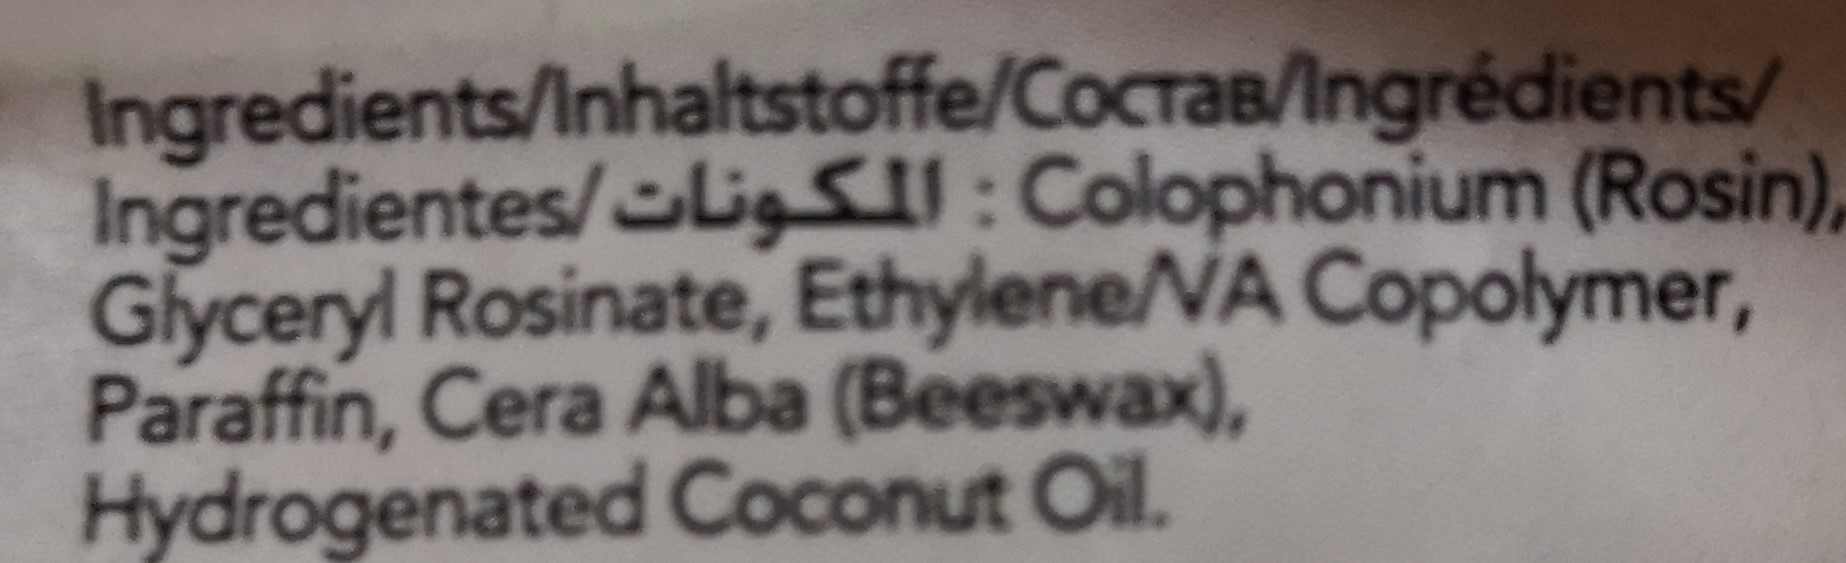 Ingredients/Inhaltstoffe/Состав/Ingrédients/
Ingredientes/ المكونات : Colophonium (Rosin),
Glyceryl Rosinate, Ethylene/VA Copolymer,
Paraffin, Cera Alba (Beeswax),
Hydrogenated Coconut Oil.